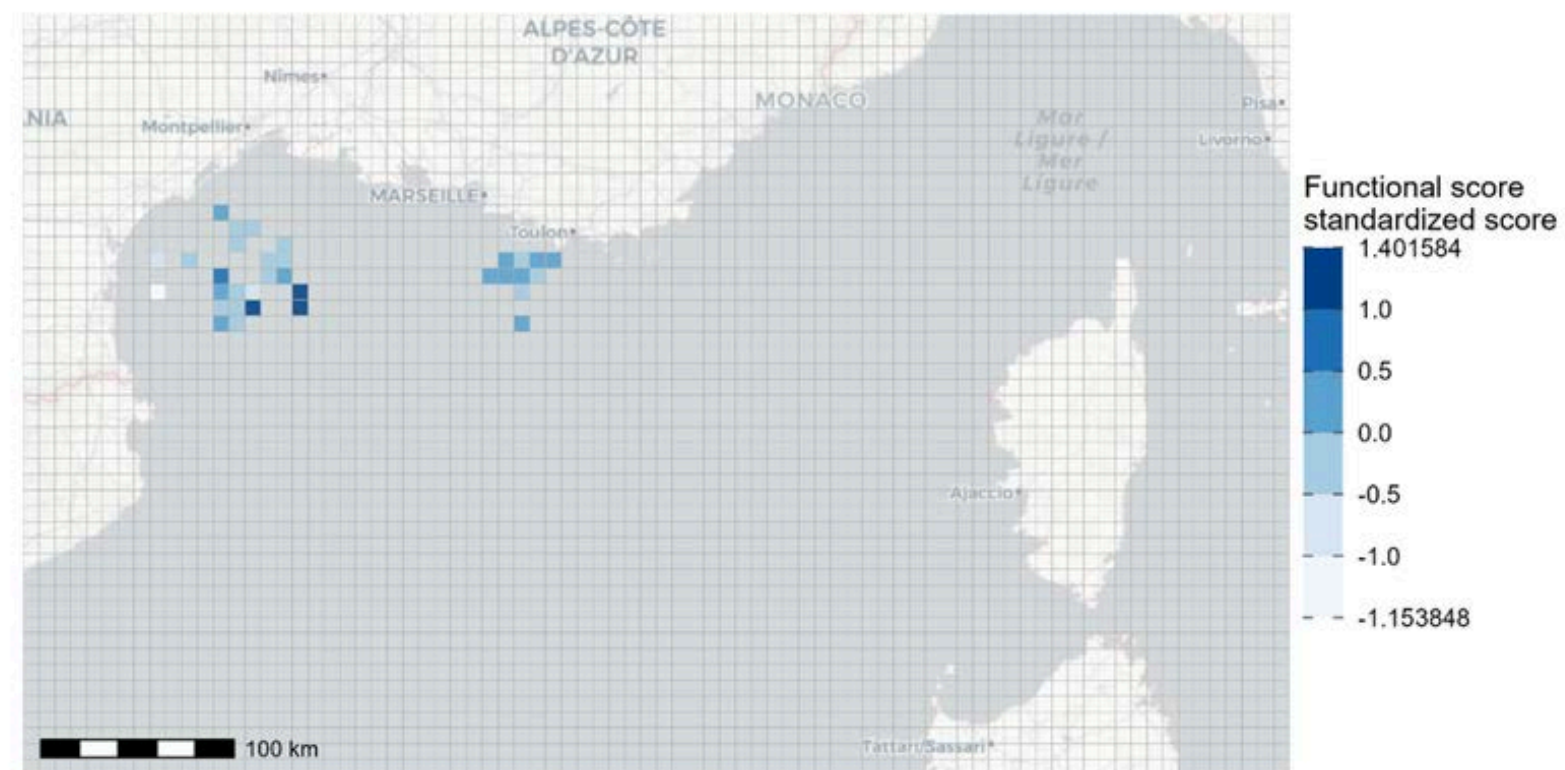 ALPES-CÔTE
D'AZUR
Nîmes
MONACO
NIA
Montpellier
Mar
Ligure /
Mer
Ligure
Pisa
Livorno
MARSEILLE
Toulon
Ajaccio
Tattari/Sassari
100 km
Functional score
standardized score
1.401584
1.0
0.5
0.0
-0.5
-1.0
-1.153848